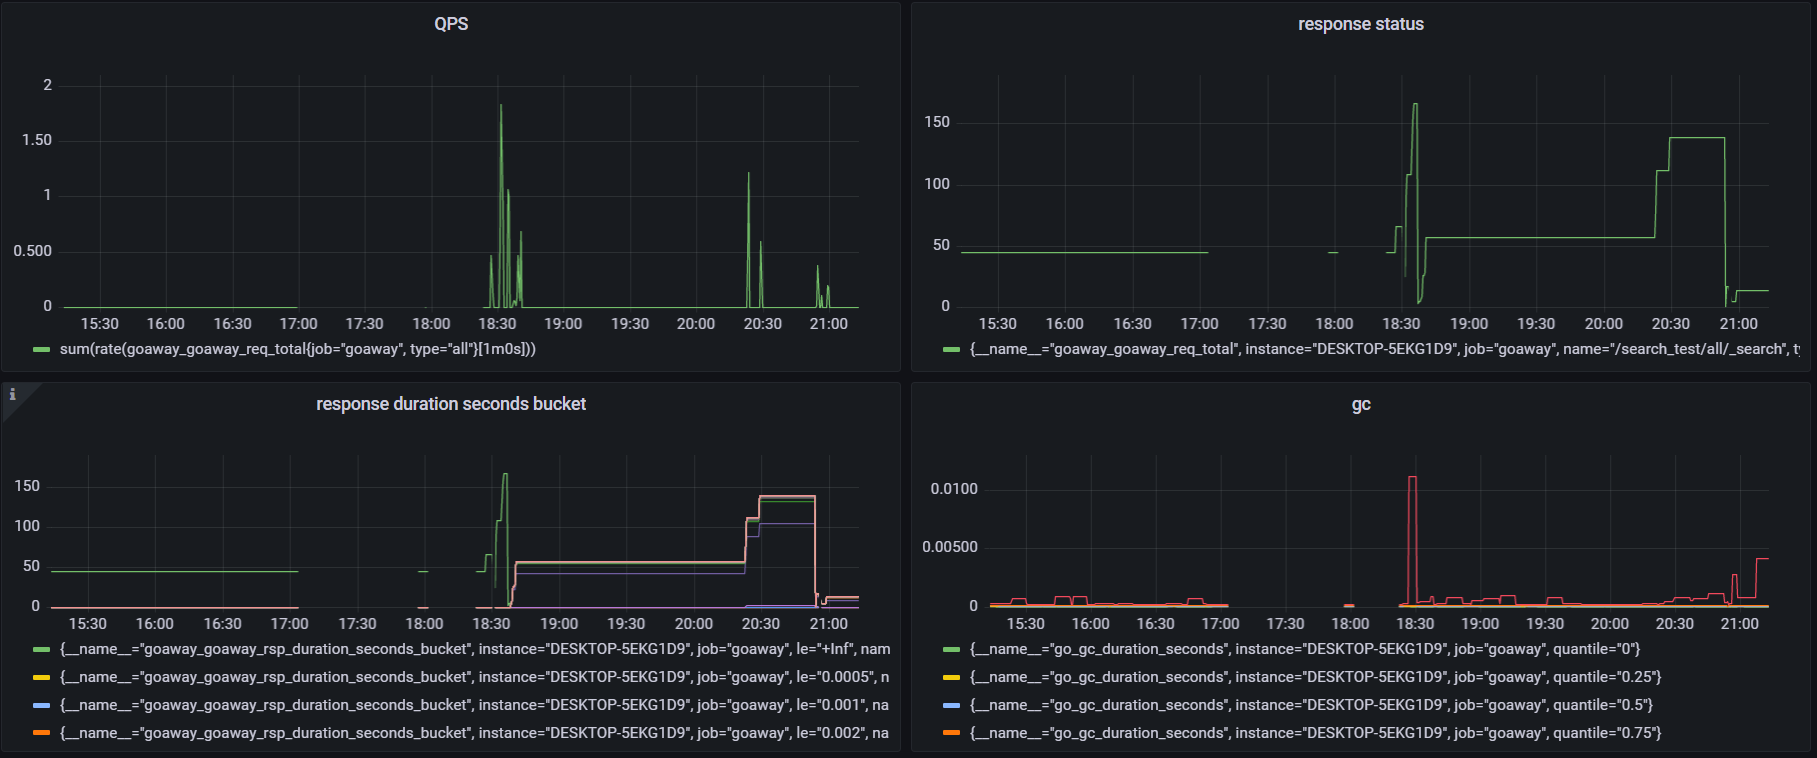 QPS
2
1.50
1
0.500
0
15:30 16:00 16:30 17:00 17:30 18:00 18:30 19:00 19:30 20:00 20:30 21:00
sum(rate(goaway_goaway_req_total{job="goaway", type="all"}[1m0s]))
response status
150
100
50
0
15:30 16:00 16:30 17:00 17:30 18:00 18:30 19:00 19:30 20:00 20:30 21:00
{__name__="goaway_goaway_req_total", instance="DESKTOP-5EKG1D9", job="goaway", name="/search_test/all/_search", ty
i
response duration seconds bucket
150
100
50
0
15:30 16:00 16:30 17:00 17:30 18:00 18:30 19:00 19:30 20:00 20:30 21:00
{__name__="goaway_goaway_rsp_duration_seconds_bucket", instance="DESKTOP-5EKG1D9", job="goaway", le="+Inf", nam
{__name__="goaway_goaway_rsp_duration_seconds_bucket", instance="DESKTOP-5EKG1D9", job="goaway", le="0.0005", n
{__name__="goaway_goaway_rsp_duration_seconds_bucket", instance="DESKTOP-5EKG1D9", job="goaway", le="0.001", na
{__name__="goaway_goaway_rsp_duration_seconds_bucket", instance="DESKTOP-5EKG1D9", job="goaway", le="0.002", na
gc
0.0100
0.00500
0
15:30 16:00 16:30 17:00 17:30 18:00 18:30 19:00 19:30 20:00 20:30 21:00
{__name__="go_gc_duration_seconds", instance="DESKTOP-5EKG1D9", job="goaway", quantile="0"}
{__name__="go_gc_duration_seconds", instance="DESKTOP-5EKG1D9", job="goaway", quantile="0.25"}
{__name__="go_gc_duration_seconds", instance="DESKTOP-5EKG1D9", job="goaway", quantile="0.5"}
{__name__="go_gc_duration_seconds", instance="DESKTOP-5EKG1D9", job="goaway", quantile="0.75"}